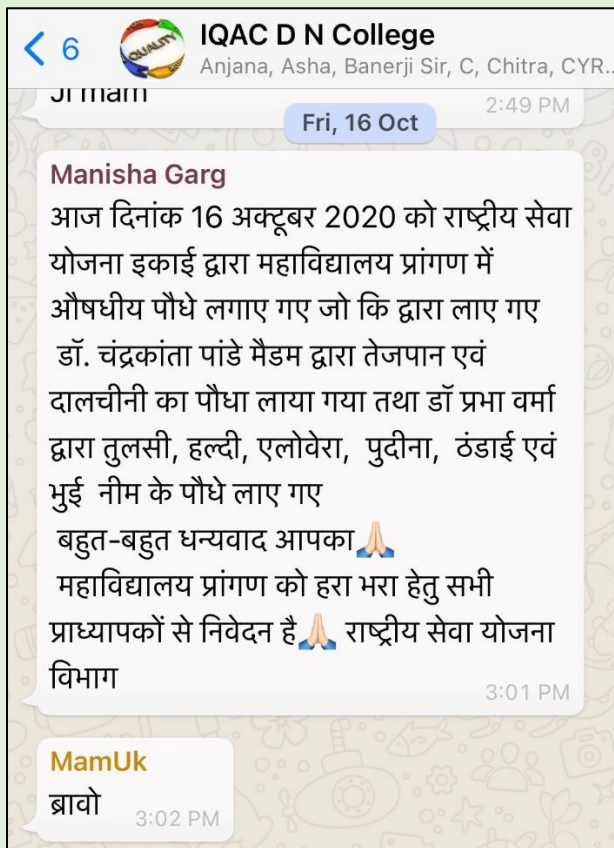 6
QUALITY
IQAC D N College
Anjana, Asha, Banerji Sir, C, Chitra, CYR...
Ji mam
2:49 PM
Fri, 16 Oct
Manisha Garg
आज दिनांक 16 अक्टूबर 2020 को राष्ट्रीय सेवा
योजना इकाई द्वारा महाविद्यालय प्रांगण में
औषधीय पौधे लगाए गए जो कि द्वारा लाए गए
डॉ. चंद्रकांता पांडे मैडम द्वारा तेजपान एवं
दालचीनी का पौधा लाया गया तथा डॉ प्रभा वर्मा
द्वारा तुलसी, हल्दी, एलोवेरा, पुदीना, ठंडाई एवं
भुई नीम के पौधे लाए गए
बहुत-बहुत धन्यवाद आपका🙏🏻
महाविद्यालय प्रांगण को हरा भरा हेतु सभी
प्राध्यापकों से निवेदन है🙏🏻 राष्ट्रीय सेवा योजना
विभाग
3:01 PM
MamUk
ब्रावो
3:02 PM